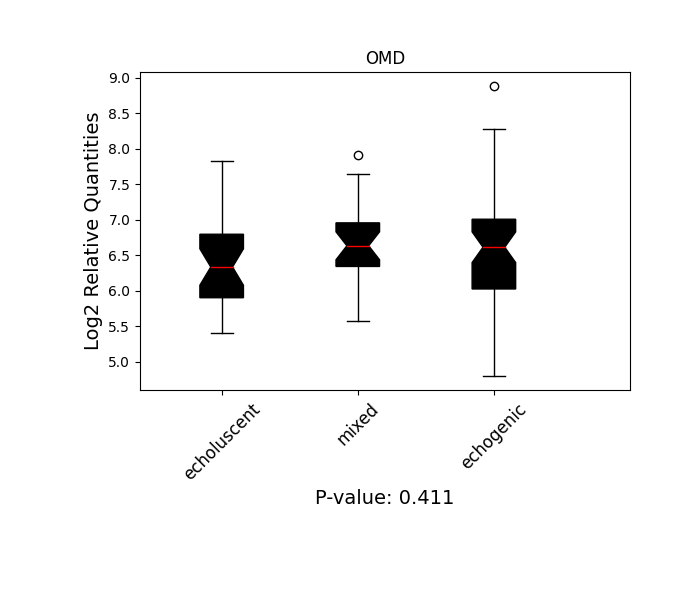 OMD
Log2 Relative Quantities
9.0
8.5
8.0
7.5
7.0
6.5
6.0
5.5
5.0
echoluscent
mixed
echogenic
P-value: 0.411